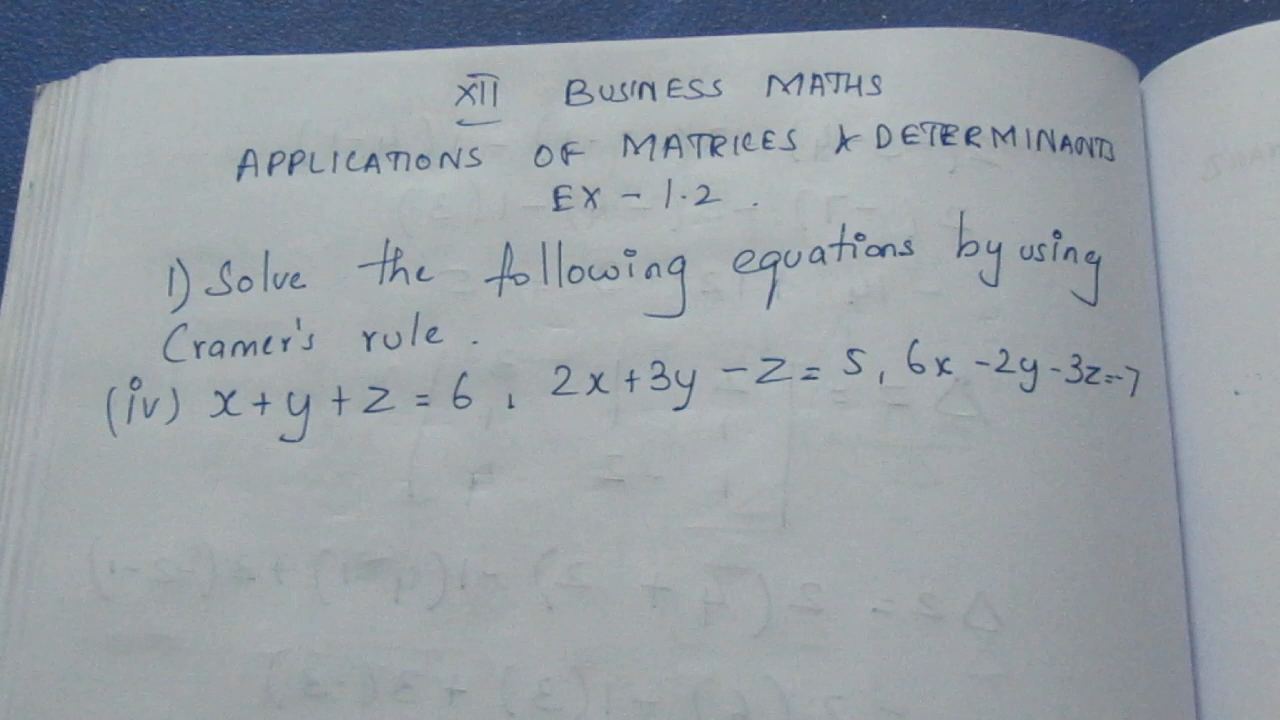 XII BUSINESS MATHS
APPLICATIONS OF MATRICES & DETERMINANTS
EX - 1.2 .
1) Solve the following equations by using
Cramer's rule .
(iv) x + y + z = 6 , 2x + 3y - z = 5, 6x - 2y - 3z = -7